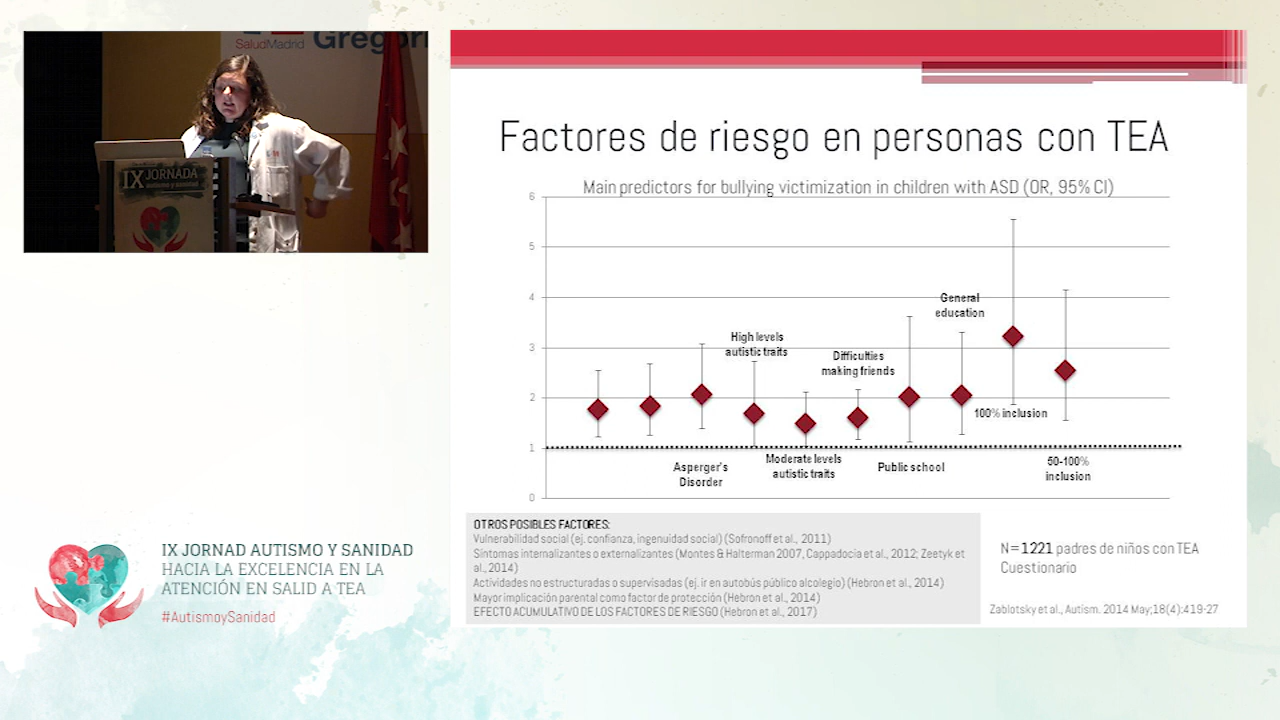 SaludMadrid
Gregori
IX JORNADA
autismo y sanidad
Factores de riesgo en personas con TEA
Main predictors for bullying victimization in children with ASD (OR, 95% CI)
6
5
4
3
2
1
0
General
education
High levels
autistic traits
Difficulties
making friends
100% inclusion
Asperger's
Disorder
Moderate levels
autistic traits
Public school
50-100%
inclusion
OTROS POSIBLES FACTORES:
Vulnerabilidad social (ej. confianza, ingenuidad social) (Sofronoff et al., 2011)
Síntomas internalizantes o externalizantes (Montes & Halterman 2007, Cappadocia et al., 2012; Zeetyk et
al., 2014)
Actividades no estructuradas o supervisadas (ej. ir en autobús público alcolegio) (Hebron et al., 2014)
Mayor implicación parental como factor de protección (Hebron et al., 2014)
EFECTO ACUMULATIVO DE LOS FACTORES DE RIESGO (Hebron et al., 2017)
N=1221 padres de niños con TEA
Cuestionario
Zablotsky et al., Autism. 2014 May;18(4):419-27
IX JORNAD AUTISMO Y SANIDAD
HACIA LA EXCELENCIA EN LA
ATENCIÓN EN SALID A TEA
#AutismoySanidad